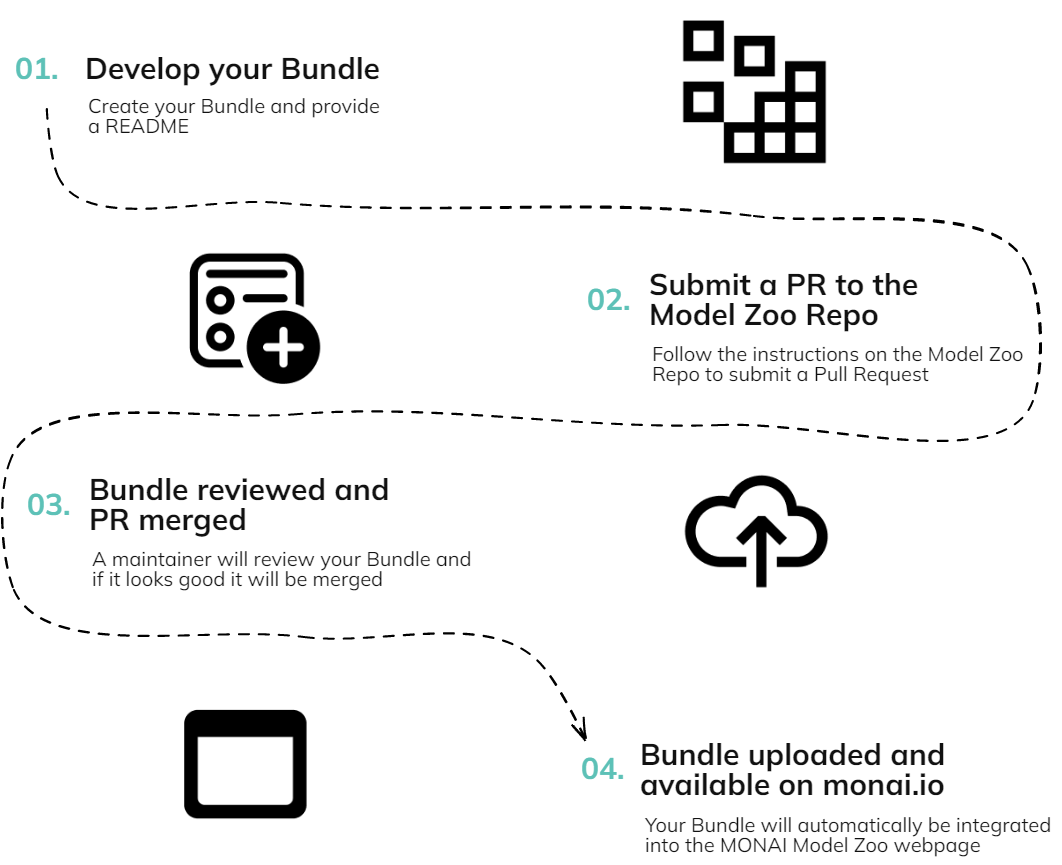 01. Develop your Bundle
Create your Bundle and provide
a README
02. Submit a PR to the
Model Zoo Repo
Follow the instructions on the Model Zoo
Repo to submit a Pull Request
03. Bundle reviewed and
PR merged
A maintainer will review your Bundle and
if it looks good it will be merged
04. Bundle uploaded and
available on monai.io
Your Bundle will automatically be integrated
into the MONAI Model Zoo webpage